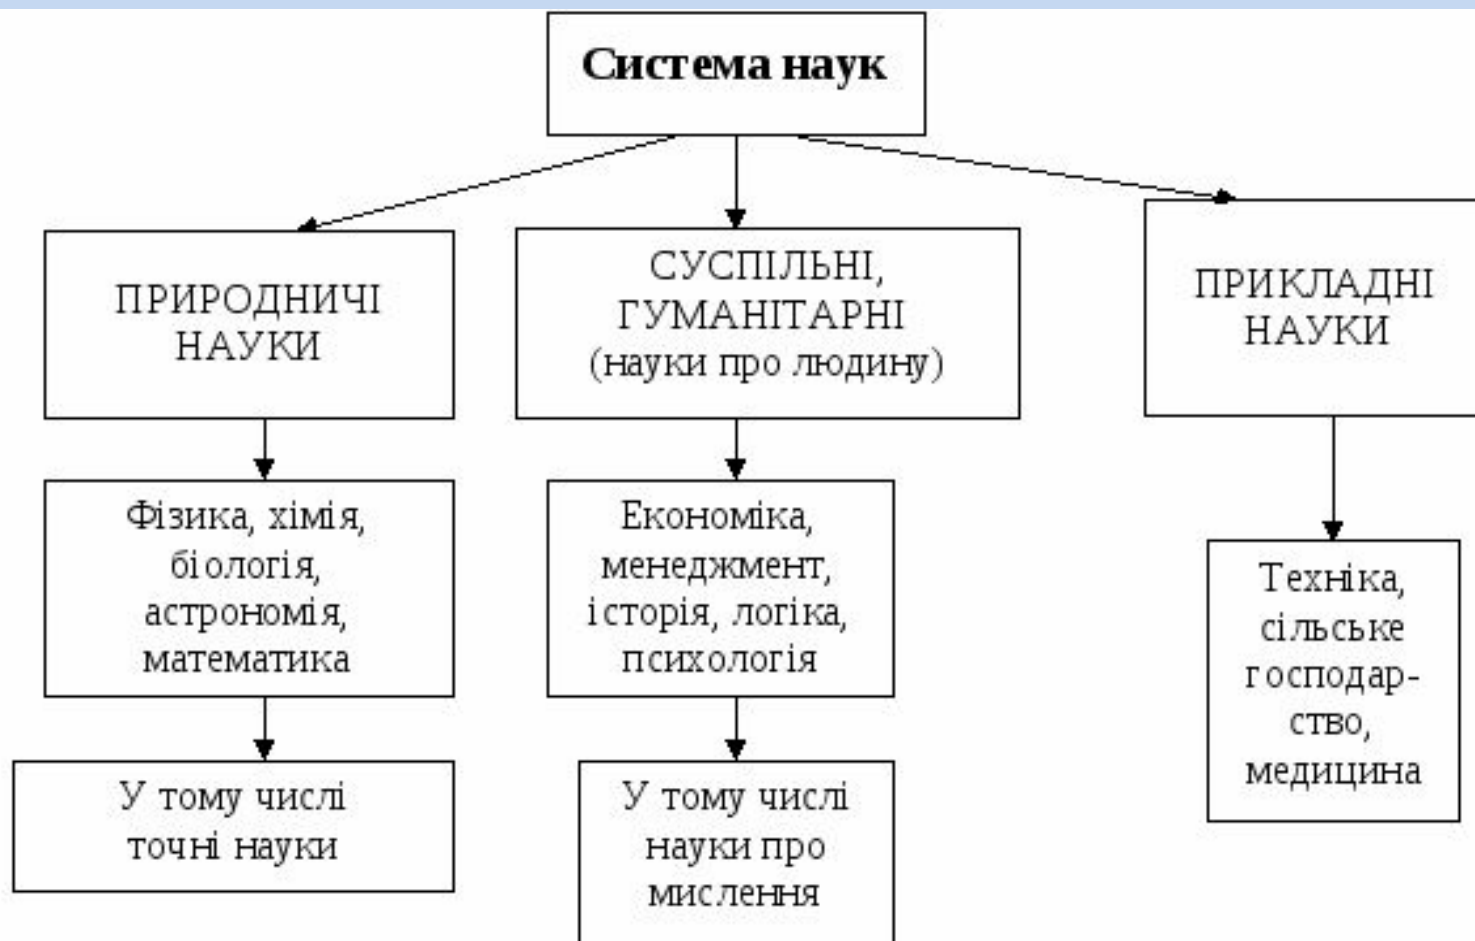 Система наук
ПРИРОДНИЧІ
НАУКИ
СУСПІЛЬНІ,
ГУМАНІТАРНІ
(науки про людину)
ПРИКЛАДНІ
НАУКИ
Фізика, хімія,
біологія,
астрономія,
математика
Економіка,
менеджмент,
історія, логіка,
психологія
Техніка,
сільське
господар-
ство,
медицина
У тому числі
точні науки
У тому числі
науки про
мислення